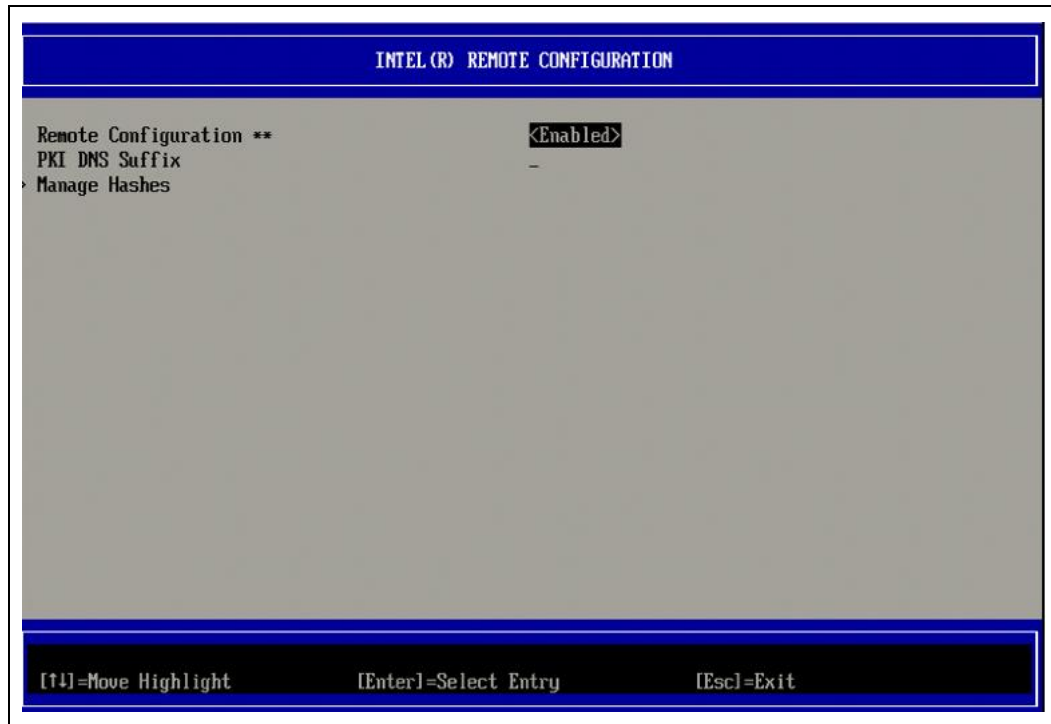 INTEL(R) REMOTE CONFIGURATION
Remote Configuration ** <Enabled>
PKI DNS Suffix _
> Manage Hashes
[↑↓]=Move Highlight [Enter]=Select Entry [Esc]=Exit